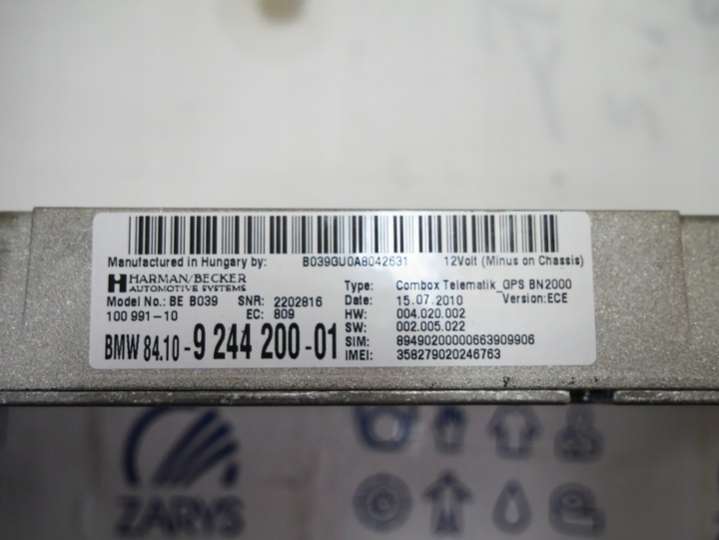 Manufactured in Hungary by: B039GU0A8042631 12Volt (Minus on Chassis)
HARMAN/BECKER
AUTOMOTIVE SYSTEMS
Model No.: BE B039 SNR: 2202816
100 991-10 EC: 809
BMW 84.10 - 9 244 200 - 01
Type: Combox Telematik_GPS BN2000
Date: 15.07.2010 Version:ECE
HW: 004.020.002
SW: 002.005.022
SIM: 89490200000663909906
IMEI: 358279020246763
ZARYS